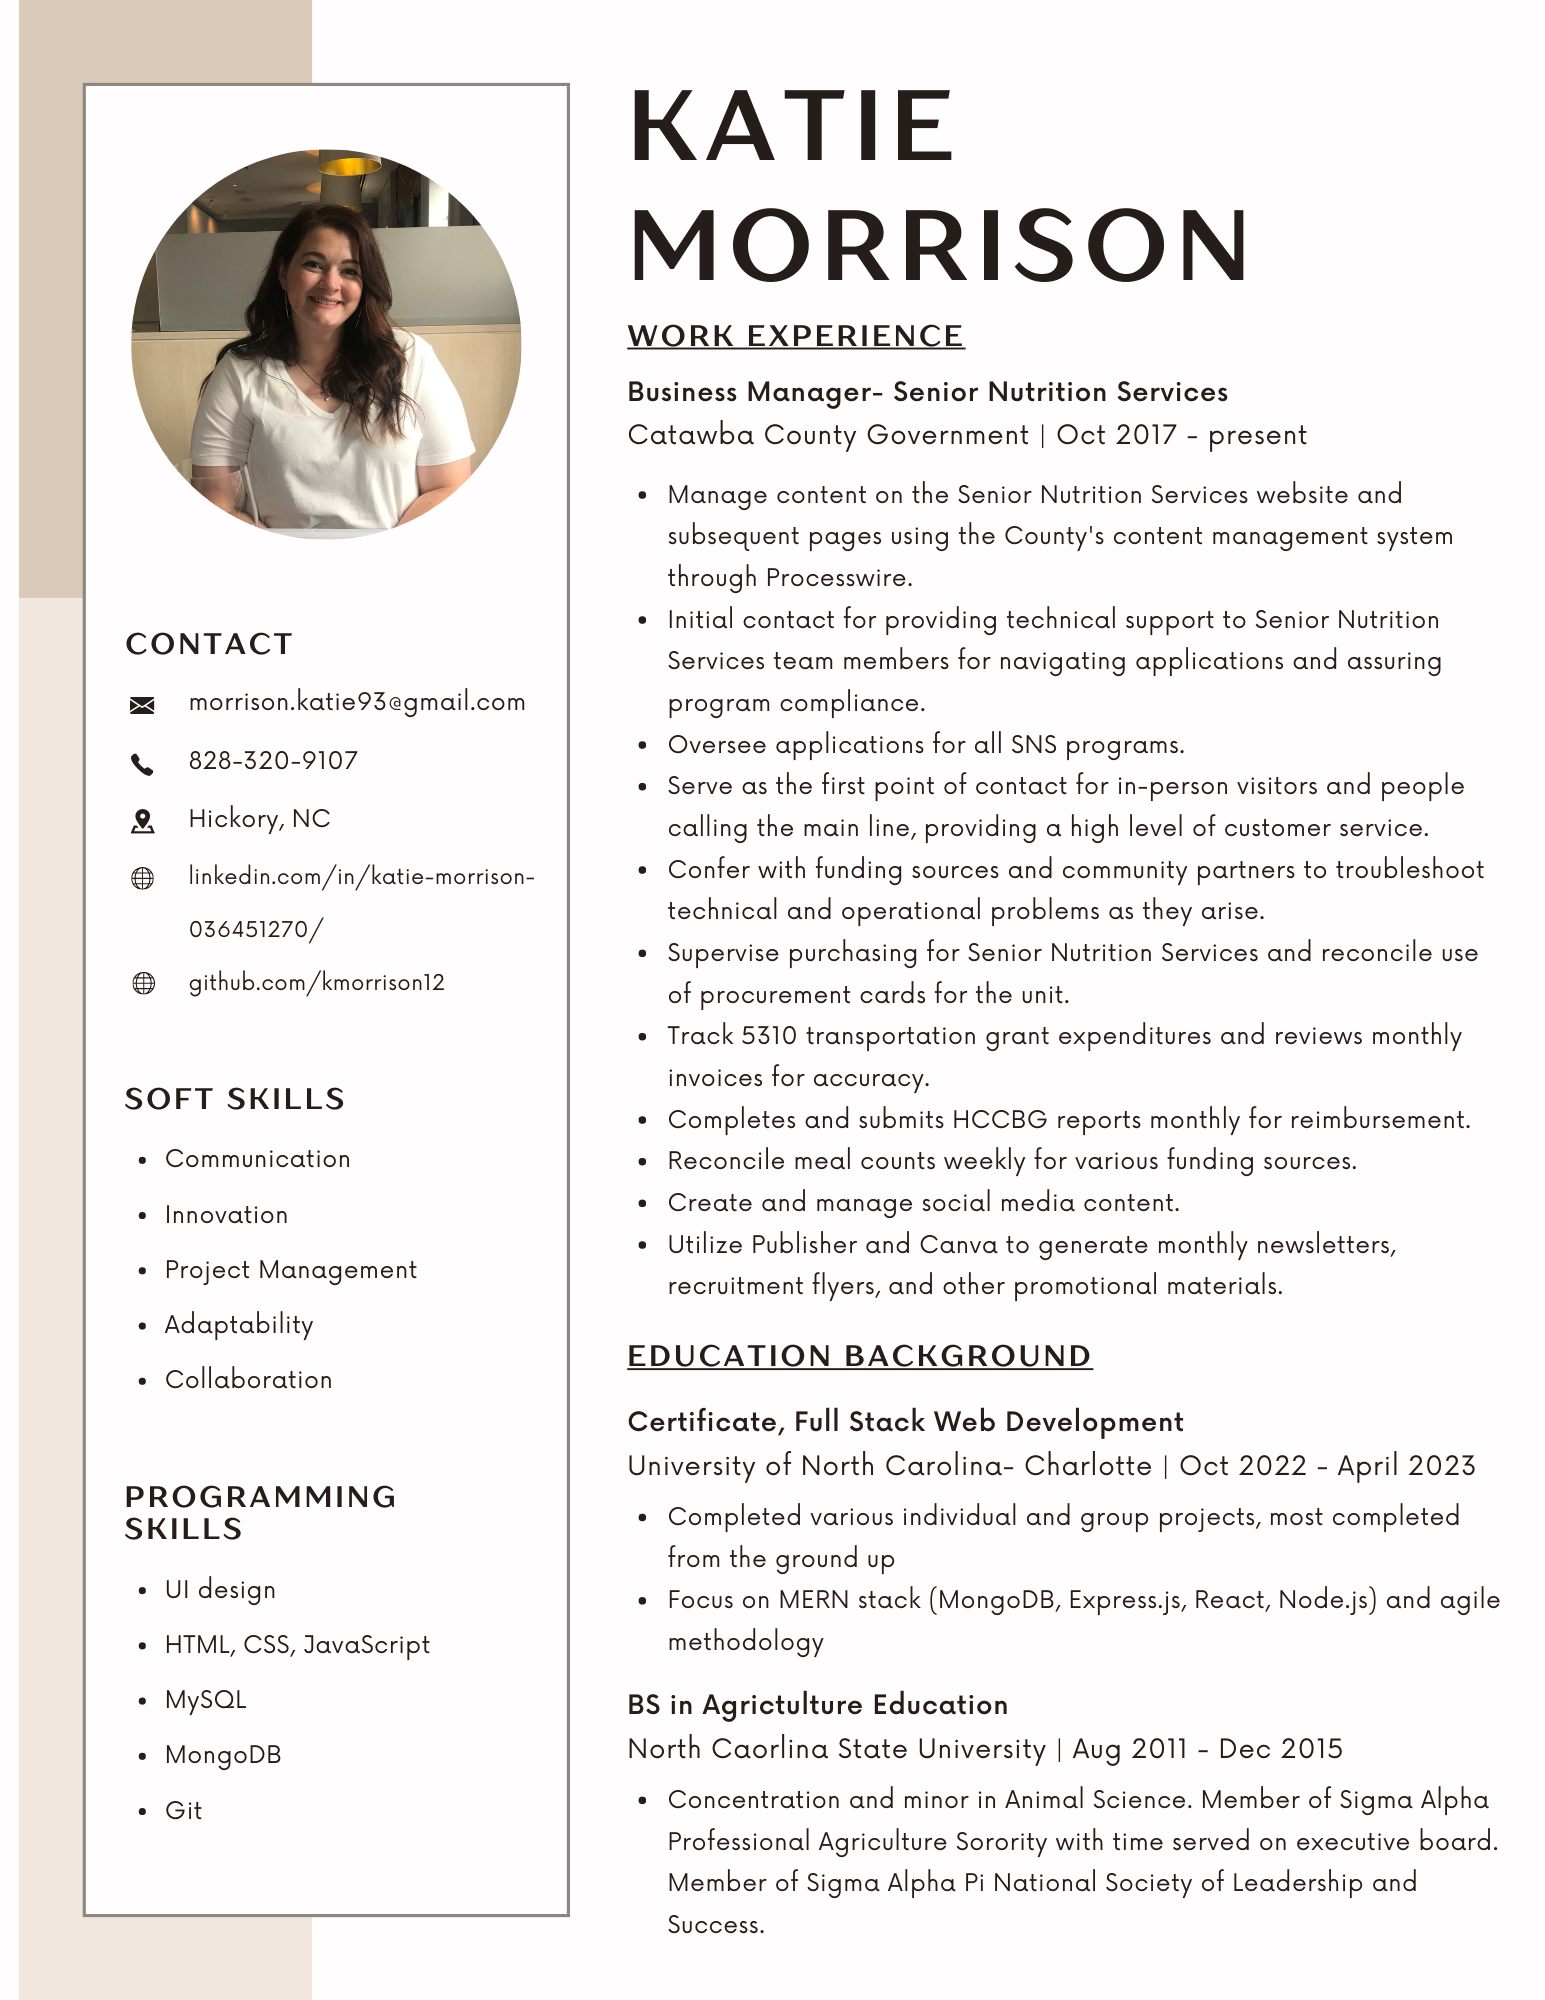 KATIE
MORRISON
CONTACT
morrison.katie93@gmail.com
828-320-9107
Hickory, NC
linkedin.com/in/katie-morrison-
036451270/
github.com/kmorrison12
SOFT SKILLS
• Communication
• Innovation
• Project Management
• Adaptability
• Collaboration
PROGRAMMING
SKILLS
• UI design
• HTML, CSS, JavaScript
• MySQL
• MongoDB
• Git
WORK EXPERIENCE
Business Manager- Senior Nutrition Services
Catawba County Government | Oct 2017 - present
• Manage content on the Senior Nutrition Services website and
subsequent pages using the County's content management system
through Processwire.
• Initial contact for providing technical support to Senior Nutrition
Services team members for navigating applications and assuring
program compliance.
• Oversee applications for all SNS programs.
• Serve as the first point of contact for in-person visitors and people
calling the main line, providing a high level of customer service.
• Confer with funding sources and community partners to troubleshoot
technical and operational problems as they arise.
• Supervise purchasing for Senior Nutrition Services and reconcile use
of procurement cards for the unit.
• Track 5310 transportation grant expenditures and reviews monthly
invoices for accuracy.
• Completes and submits HCCBG reports monthly for reimbursement.
• Reconcile meal counts weekly for various funding sources.
• Create and manage social media content.
• Utilize Publisher and Canva to generate monthly newsletters,
recruitment flyers, and other promotional materials.
EDUCATION BACKGROUND
Certificate, Full Stack Web Development
University of North Carolina- Charlotte | Oct 2022 - April 2023
• Completed various individual and group projects, most completed
from the ground up
• Focus on MERN stack (MongoDB, Express.js, React, Node.js) and agile
methodology
BS in Agrictulture Education
North Caorlina State University | Aug 2011 - Dec 2015
• Concentration and minor in Animal Science. Member of Sigma Alpha
Professional Agriculture Sorority with time served on executive board.
Member of Sigma Alpha Pi National Society of Leadership and
Success.